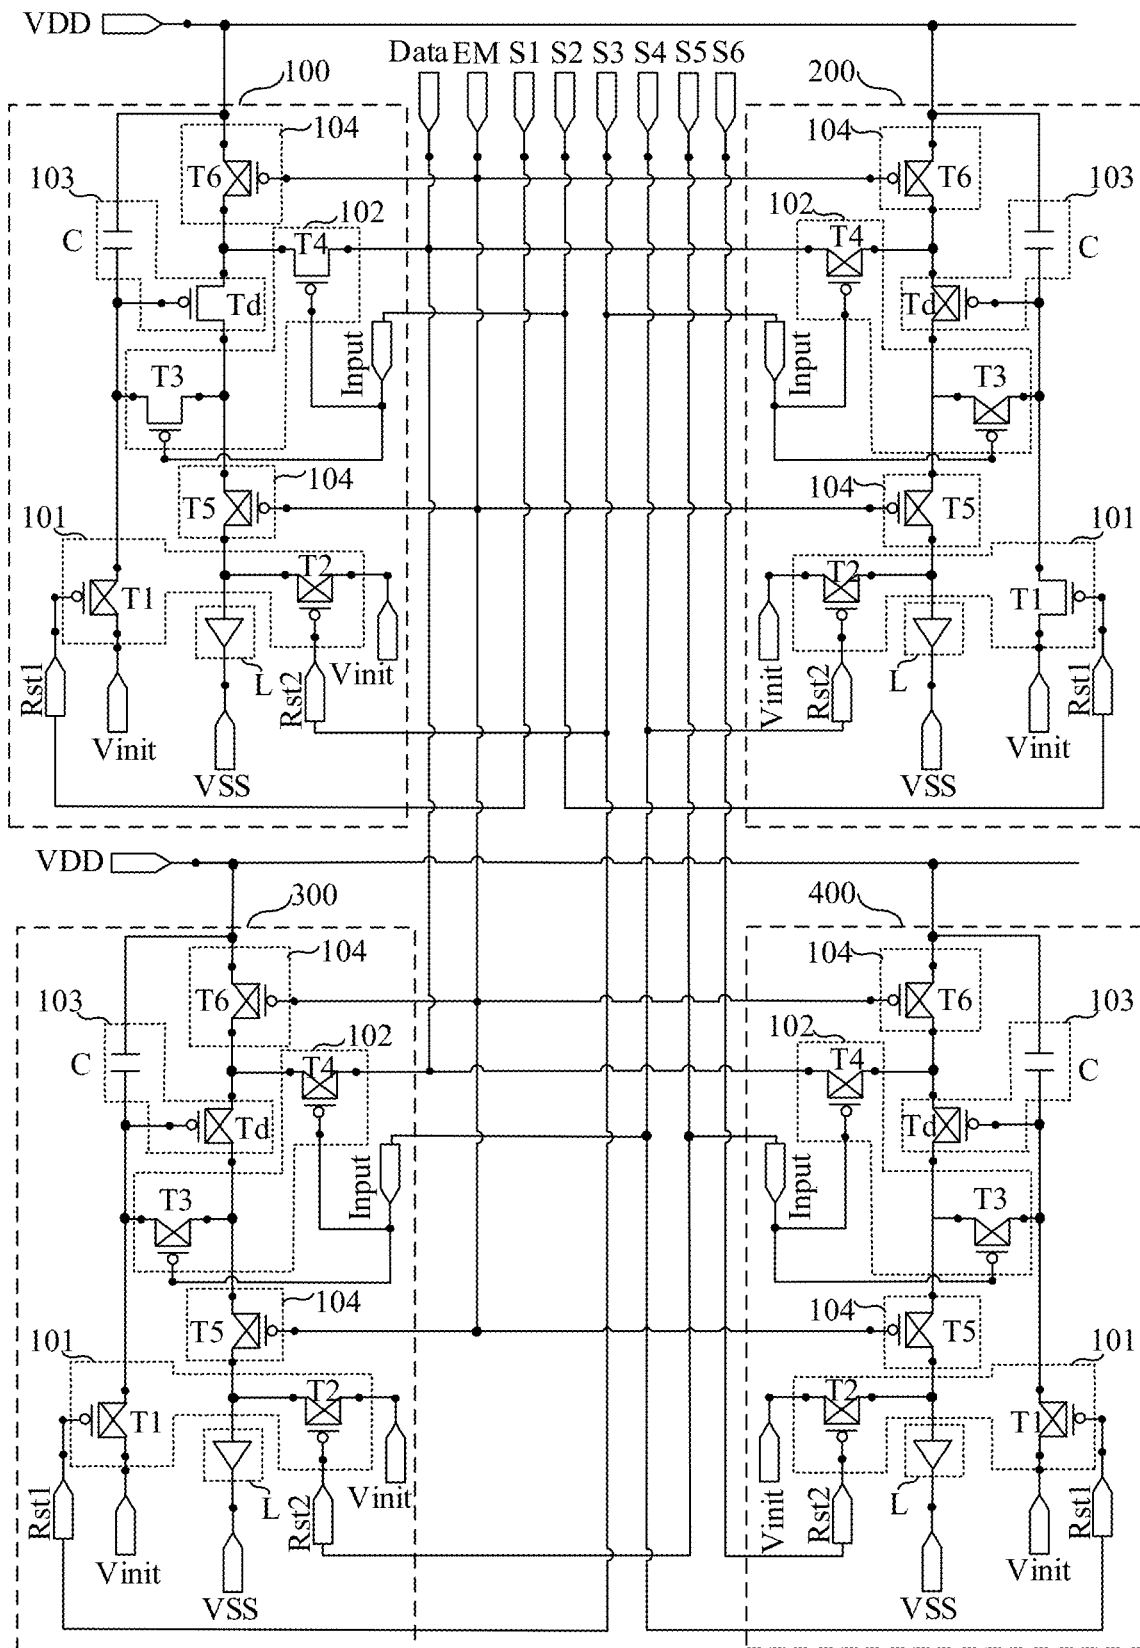 VDD
Data EM S1 S2 S3 S4 S5 S6
100
200
104
104
T6
T6
103
102
102
103
C
T4
T4
C
Td
Td
Input
Input
T3
T3
104
104
T5
T5
101
101
T2
T2
T1
T1
L
L
Rst1
Vinit
VSS
Rst2
Vinit
Vinit
Rst2
VSS
Vinit
Rst1
VDD
300
400
104
104
T6
T6
103
102
102
103
C
T4
T4
C
Td
Td
Input
Input
T3
T3
104
104
T5
T5
101
101
T2
T2
T1
T1
L
L
Rst1
Vinit
VSS
Rst2
Vinit
Vinit
Rst2
VSS
Vinit
Rst1